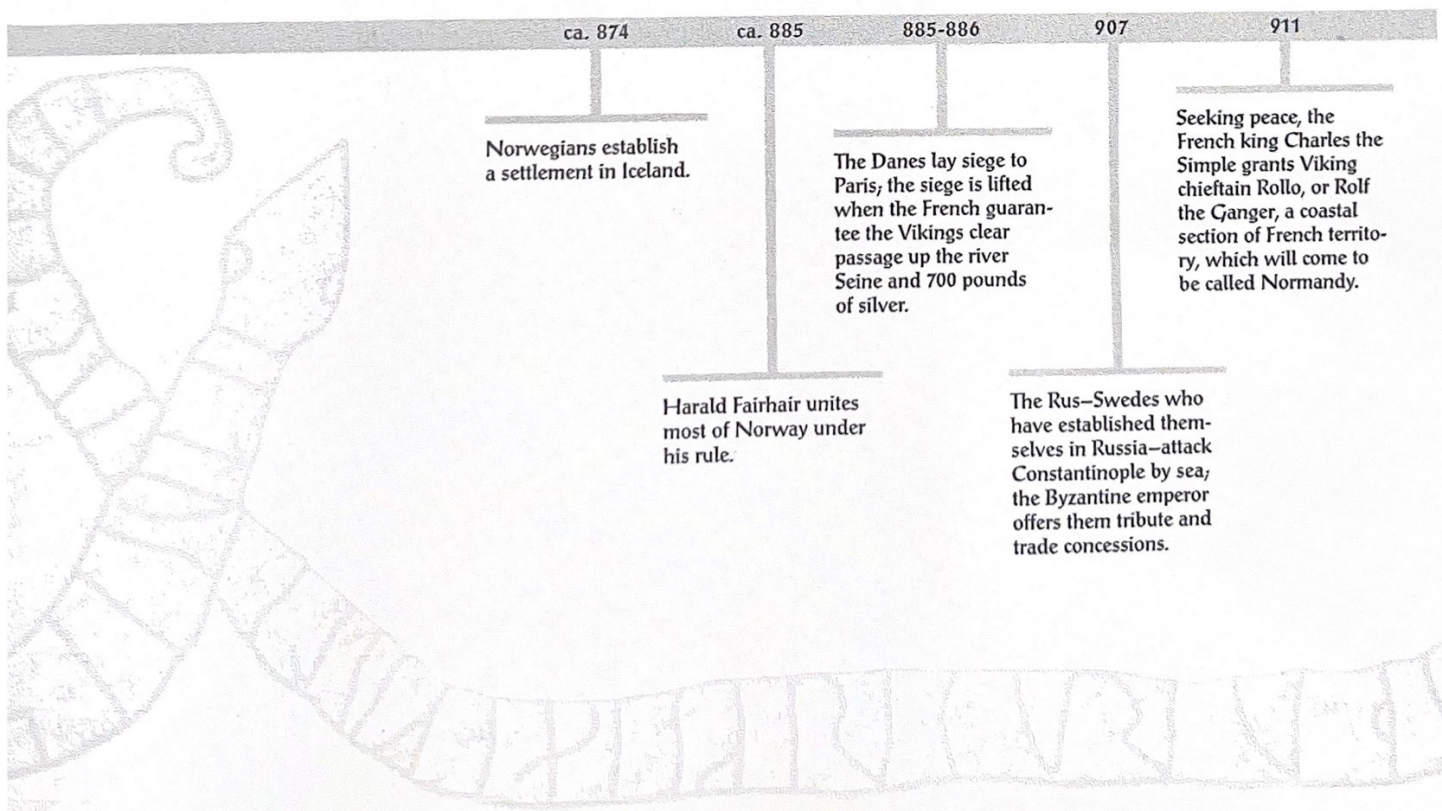 ca. 874
Norwegians establish
a settlement in Iceland.
ca. 885
Harald Fairhair unites
most of Norway under
his rule.
885-886
The Danes lay siege to
Paris; the siege is lifted
when the French guaran-
tee the Vikings clear
passage up the river
Seine and 700 pounds
of silver.
907
The Rus—Swedes who
have established them-
selves in Russia—attack
Constantinople by sea;
the Byzantine emperor
offers them tribute and
trade concessions.
911
Seeking peace, the
French king Charles the
Simple grants Viking
chieftain Rollo, or Rolf
the Ganger, a coastal
section of French territo-
ry, which will come to
be called Normandy.